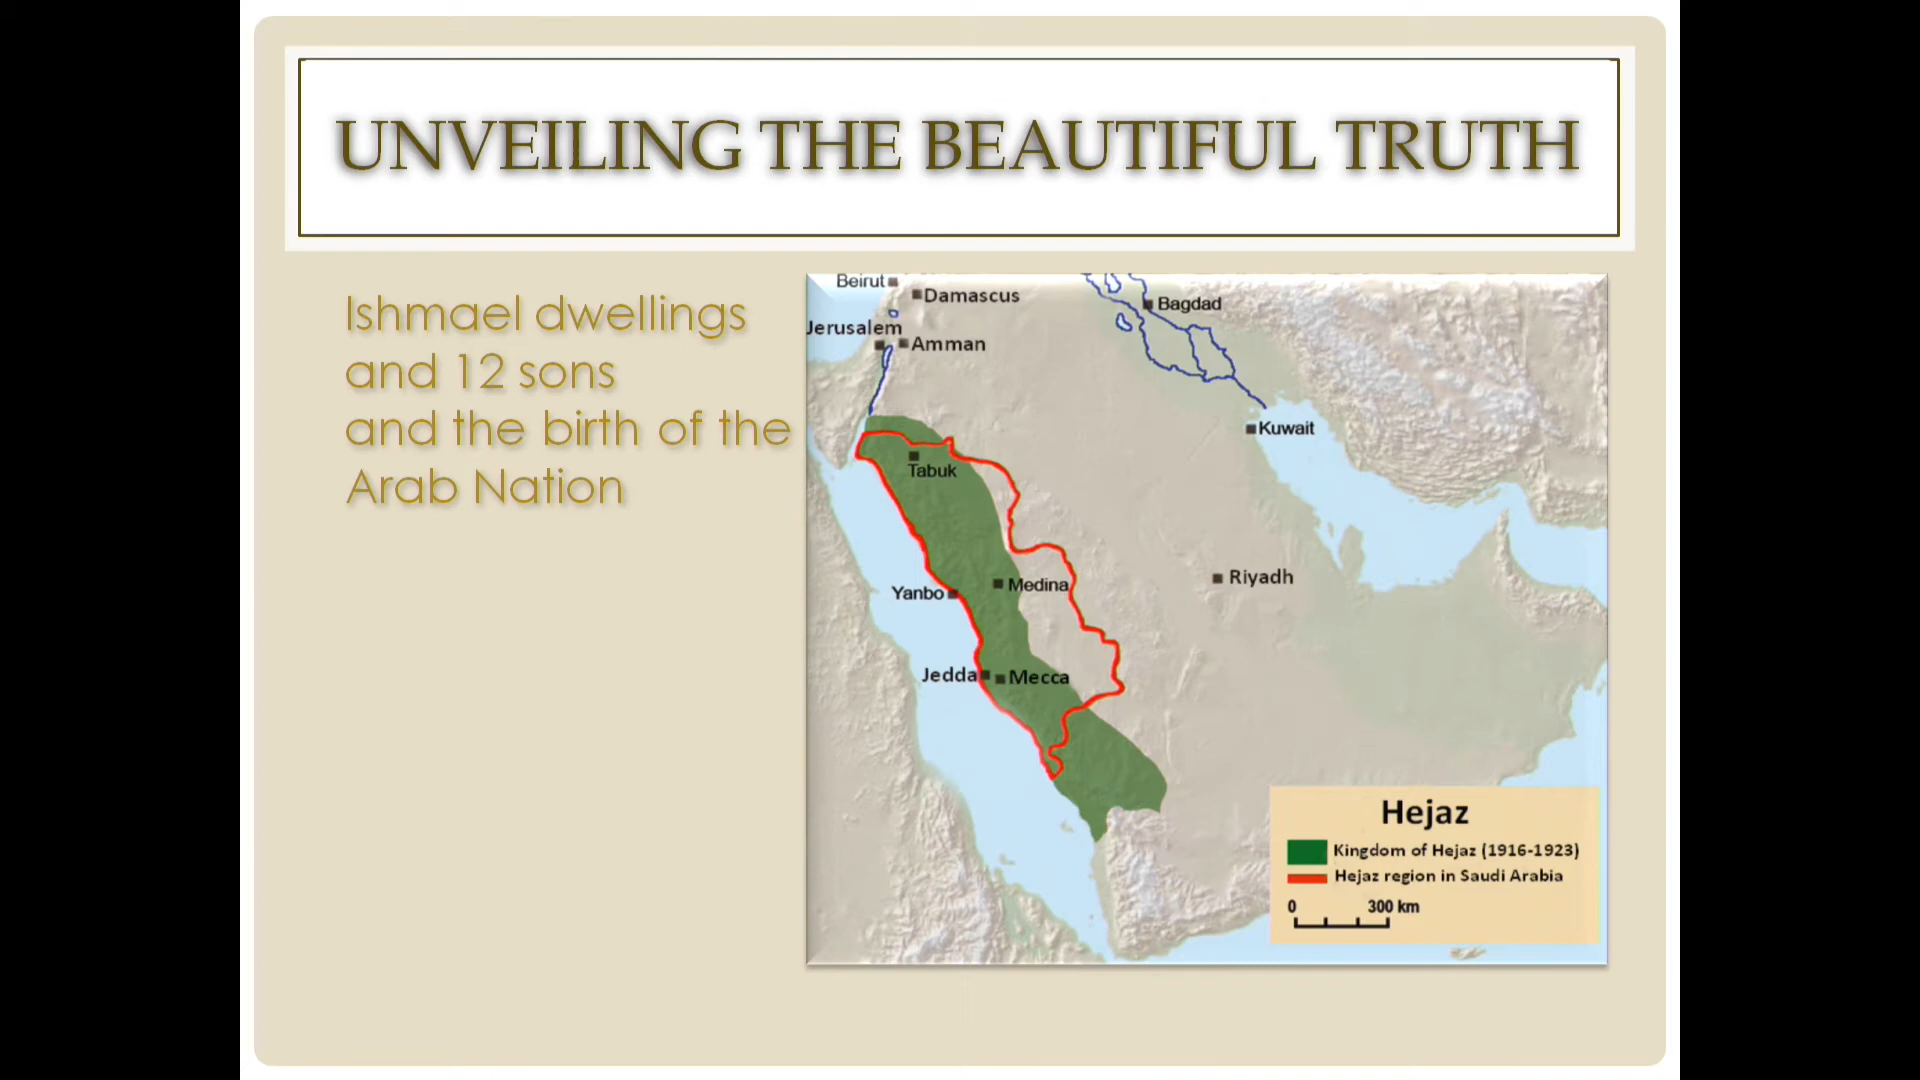 UNVEILING THE BEAUTIFUL TRUTH
Ishmael dwellings
and 12 sons
and the birth of the
Arab Nation
Beirut
Damascus
Bagdad
Jerusalem
Amman
Kuwait
Tabuk
Riyadh
Medina
Yanbo
Jedda
Mecca
Hejaz
Kingdom of Hejaz (1916-1923)
Hejaz region in Saudi Arabia
0 300 km